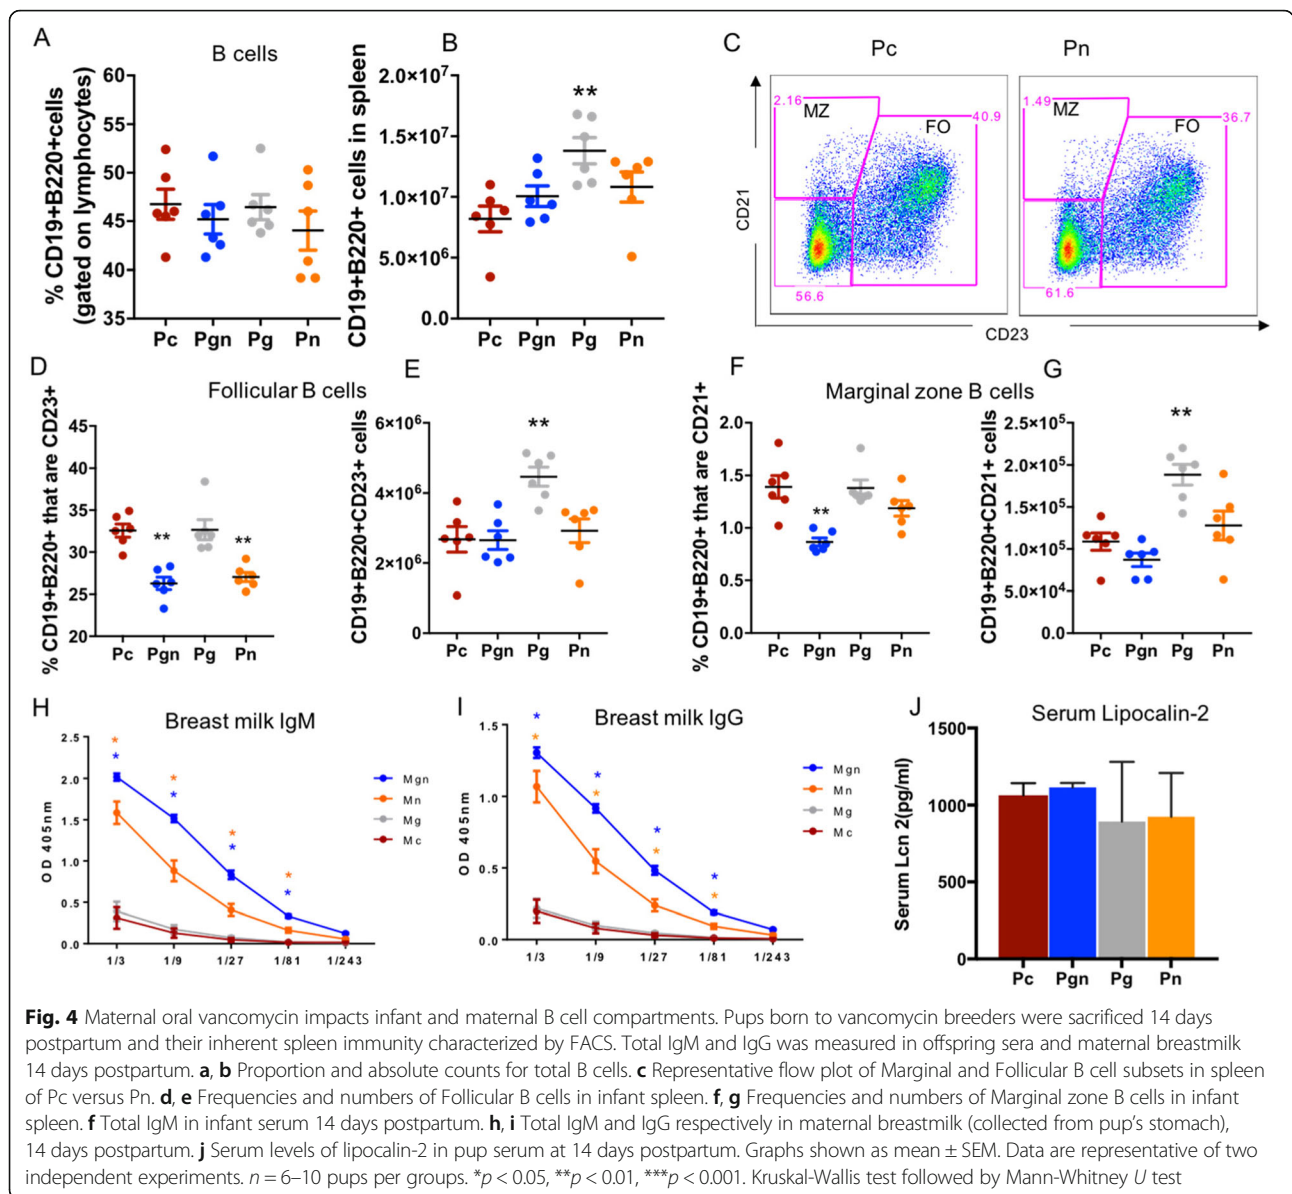 A
B cells
% CD19+B220+cells
(gated on lymphocytes)
60
55
50
45
40
35
Pc Pgn Pg Pn
B
CD19+B220+ cells in spleen
2.0×10⁷
1.5×10⁷
1.0×10⁷
5.0×10⁶
0.0
**
Pc Pgn Pg Pn
C
Pc
Pn
2.16
MZ
40.9
FO
56.6
1.49
MZ
36.7
FO
61.6
CD21
CD23
D
Follicular B cells
% CD19+B220+ that are CD23+
45
40
35
30
25
20
**
**
Pc Pgn Pg Pn
E
CD19+B220+CD23+ cells
6×10⁶
4×10⁶
2×10⁶
0
**
Pc Pgn Pg Pn
F
Marginal zone B cells
% CD19+B220+ that are CD21+
2.0
1.5
1.0
0.5
0.0
**
Pc Pgn Pg Pn
G
CD19+B220+CD21+ cells
2.5×10⁵
2.0×10⁵
1.5×10⁵
1.0×10⁵
5.0×10⁴
0.0
**
Pc Pgn Pg Pn
H
Breast milk IgM
OD 405nm
2.5
2.0
1.5
1.0
0.5
0.0
* * * *
* * * *
1/3 1/9 1/27 1/81 1/243
Mgn
Mn
Mg
Mc
I
Breast milk IgG
1.5
1.0
0.5
0.0
* * * *
* * * *
1/3 1/9 1/27 1/81 1/243
Mgn
Mn
Mg
Mc
J
Serum Lipocalin-2
Serum Lcn 2(pg/ml)
1500
1000
500
0
Pc Pgn Pg Pn
Fig. 4 Maternal oral vancomycin impacts infant and maternal B cell compartments. Pups born to vancomycin breeders were sacrificed 14 days
postpartum and their inherent spleen immunity characterized by FACS. Total IgM and IgG was measured in offspring sera and maternal breastmilk
14 days postpartum. a, b Proportion and absolute counts for total B cells. c Representative flow plot of Marginal and Follicular B cell subsets in spleen
of Pc versus Pn. d, e Frequencies and numbers of Follicular B cells in infant spleen. f, g Frequencies and numbers of Marginal zone B cells in infant
spleen. f Total IgM in infant serum 14 days postpartum. h, i Total IgM and IgG respectively in maternal breastmilk (collected from pup's stomach),
14 days postpartum. j Serum levels of lipocalin-2 in pup serum at 14 days postpartum. Graphs shown as mean ± SEM. Data are representative of two
independent experiments. n = 6–10 pups per groups. *p < 0.05, **p < 0.01, ***p < 0.001. Kruskal-Wallis test followed by Mann-Whitney U test